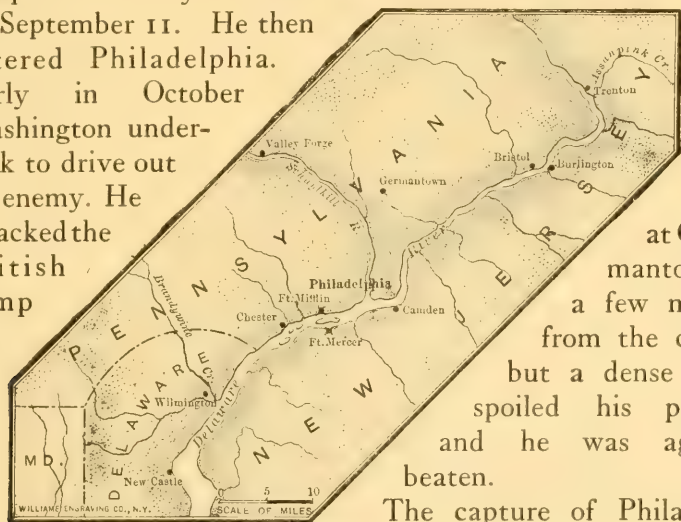 September 11. He then
tered Philadelphia.
rly in October
ashington under-
k to drive out
enemy. He
acked the
itish
mp
at
manto
a few m
from the
but a dense
spoiled his p
and he was ag
beaten.
The capture of Phila
Assanpink Cr.
Trenton
Valley Forge
Schuylkill R.
Germantown
Bristol
Burlington
PENNSYLVANIA
NEW JERSEY
Philadelphia
River
Ft. Mifflin
Chester
Camden
Ft. Mercer
Brandywine Cr.
Wilmington
Delaware
DELAWARE
MD.
New Castle
0 5 10
SCALE OF MILES
WILLIAMS ENGRAVING CO., N.Y.